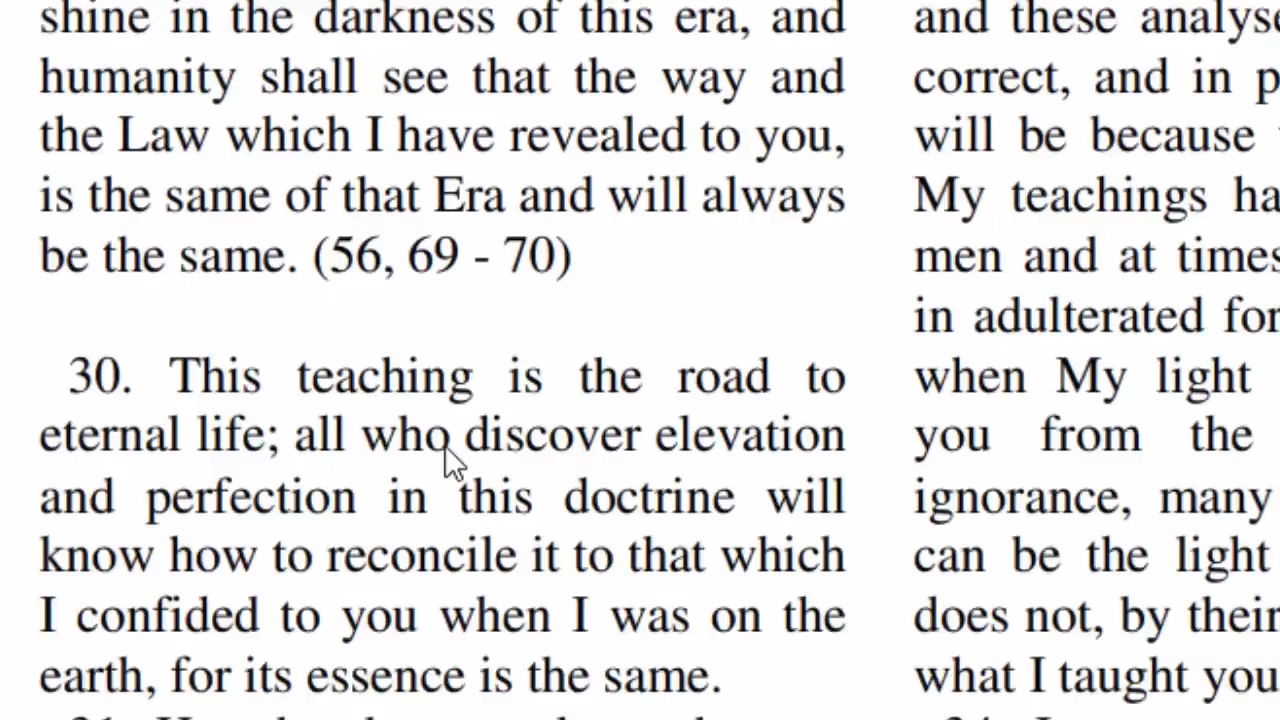 shine in the darkness of this era, and
humanity shall see that the way and
the Law which I have revealed to you,
is the same of that Era and will always
be the same. (56, 69 - 70)
30. This teaching is the road to
eternal life; all who discover elevation
and perfection in this doctrine will
know how to reconcile it to that which
I confided to you when I was on the
earth, for its essence is the same.
and these
correct, and in
will be because
My teachings
men and at times
in adulterated
when My light
you from the
ignorance, many
can be the light
does not, by their
what I taught you